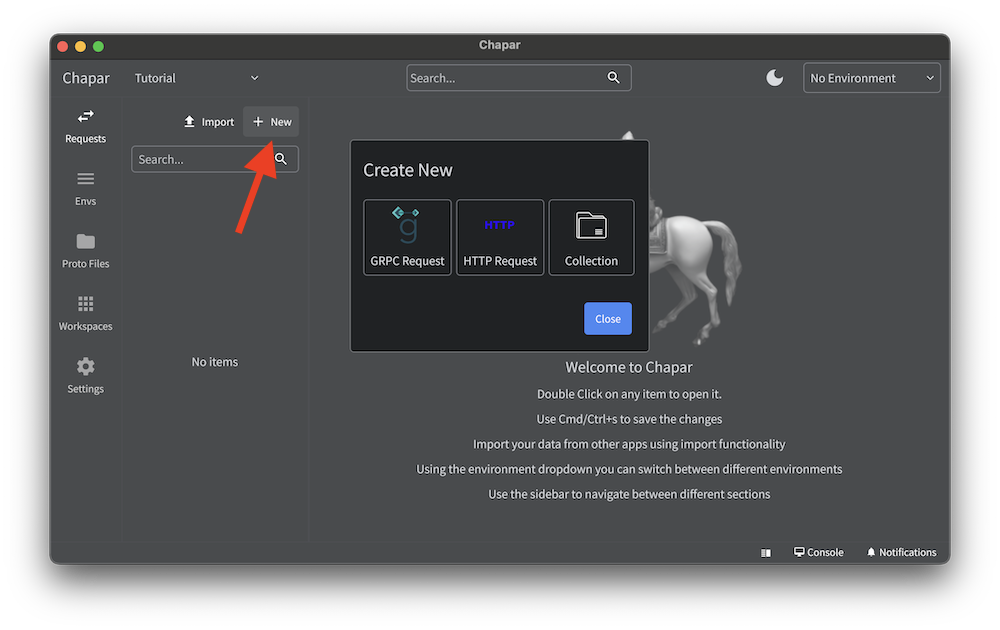 Chapar
Chapar
Tutorial
Search...
No Environment
Requests
Envs
Proto Files
Workspaces
Settings
Import
New
Search...
No items
Create New
g
GRPC Request
HTTP
HTTP Request
Collection
Close
Welcome to Chapar
Double Click on any item to open it.
Use Cmd/Ctrl+s to save the changes
Import your data from other apps using import functionality
Using the environment dropdown you can switch between different environments
Use the sidebar to navigate between different sections
Console
Notifications